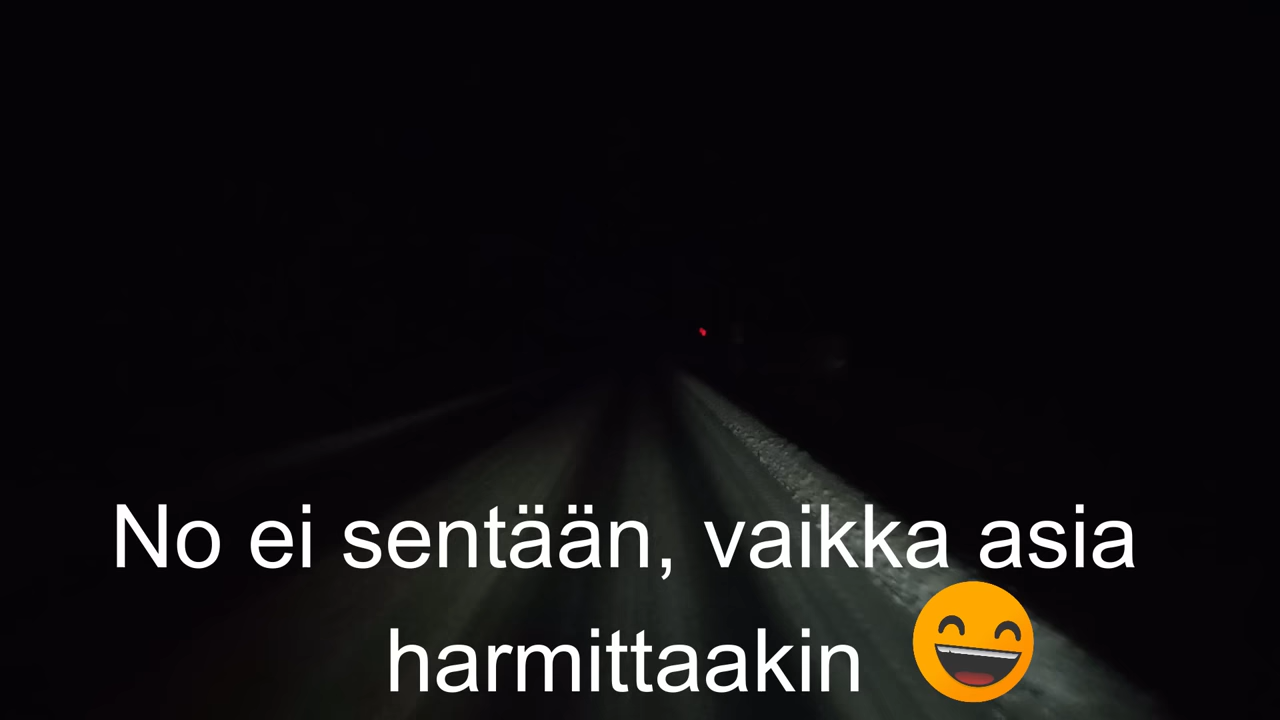 No ei sentään, vaikka asia
harmittaakin 😄